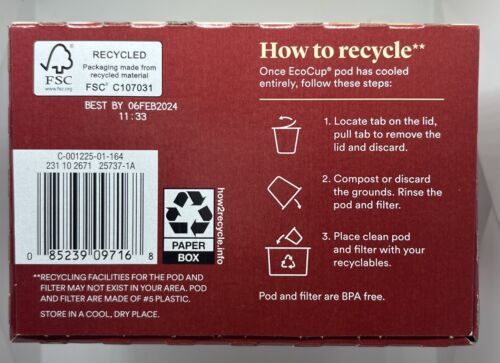 RECYCLED
Packaging made from
recycled material
FSC® C107031
FSC
www.fsc.org
BEST BY 06FEB2024
11:33
C-001225-01-164
231 10 2671 25737-1A
0 85239 09716 8
how2recycle.info
PAPER
BOX
**RECYCLING FACILITIES FOR THE POD AND
FILTER MAY NOT EXIST IN YOUR AREA. POD
AND FILTER ARE MADE OF #5 PLASTIC.
STORE IN A COOL, DRY PLACE.
How to recycle**
Once EcoCup® pod has cooled
entirely, follow these steps:
1. Locate tab on the lid,
pull tab to remove the
lid and discard.
2. Compost or discard
the grounds. Rinse the
pod and filter.
3. Place clean pod
and filter with your
recyclables.
Pod and filter are BPA free.